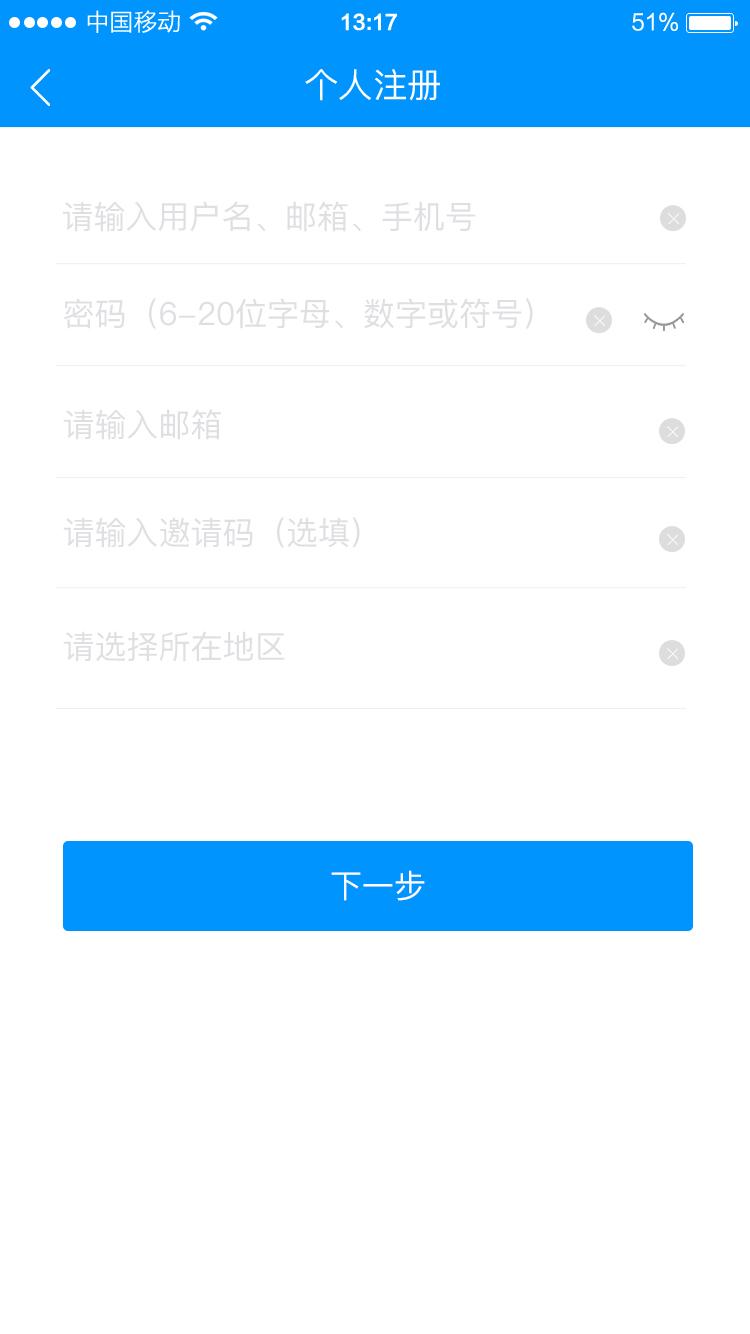 中国移动 13:17 51%
个人注册
请输入用户名、邮箱、手机号
密码（6-20位字母、数字或符号）
请输入邮箱
请输入邀请码（选填）
请选择所在地区
下一步